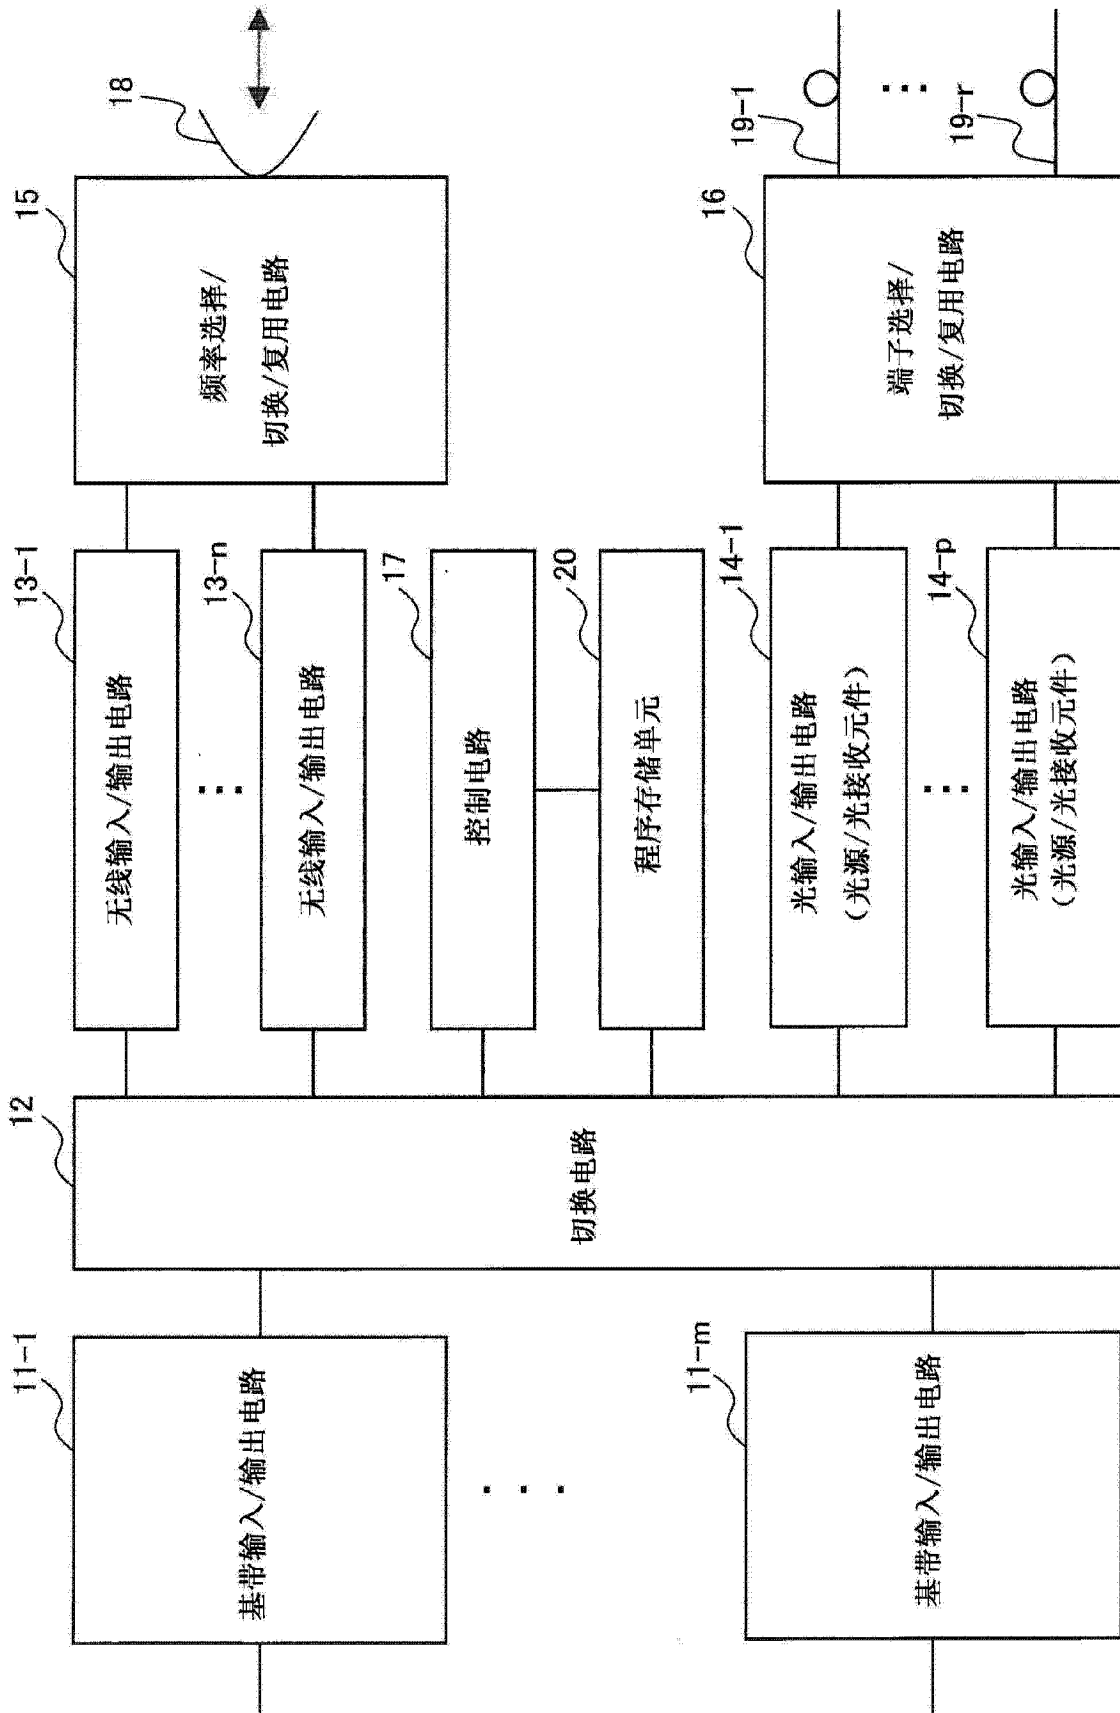 11-1
基带输入/输出电路
11-m
基带输入/输出电路
12
切换电路
13-1
无线输入/输出电路
13-n
无线输入/输出电路
17
控制电路
20
程序存储单元
14-1
光输入/输出电路
(光源/光接收元件)
14-p
光输入/输出电路
(光源/光接收元件)
15
频率选择/
切换/复用电路
18
16
端子选择/
切换/复用电路
19-1
19-r